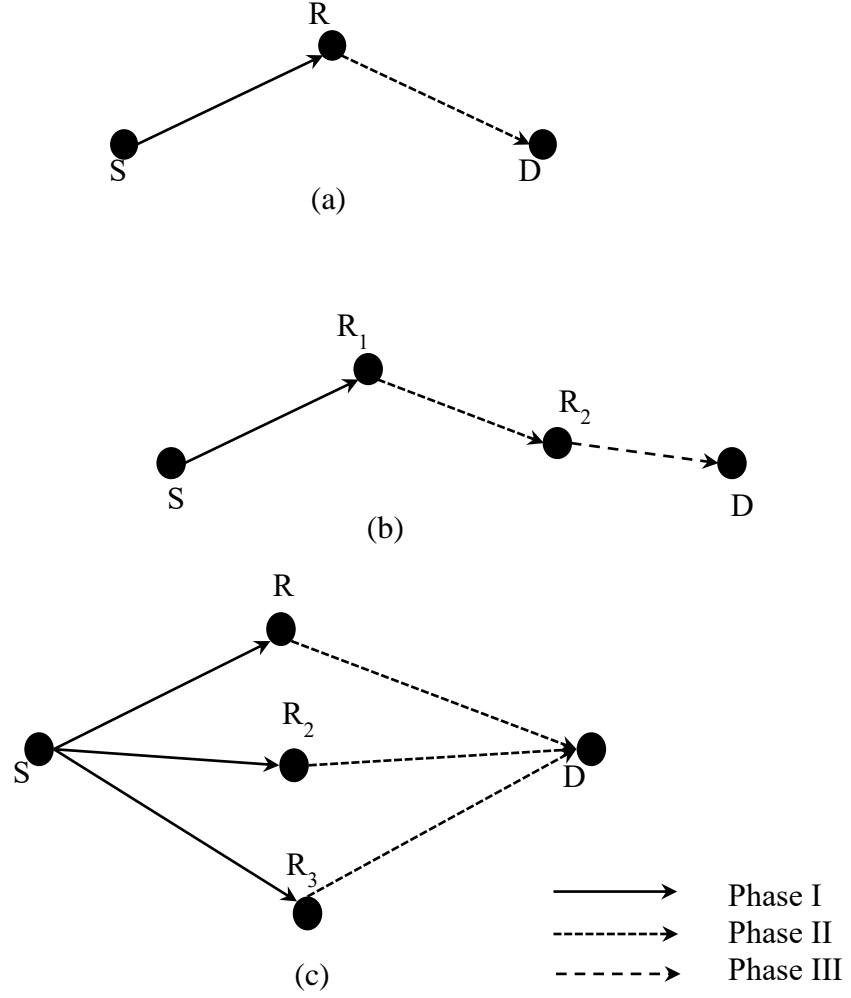 R
S
D
(a)
R₁
R₂
S
D
(b)
R
R₂
S
D
R₃
Phase I
Phase II
Phase III
(c)